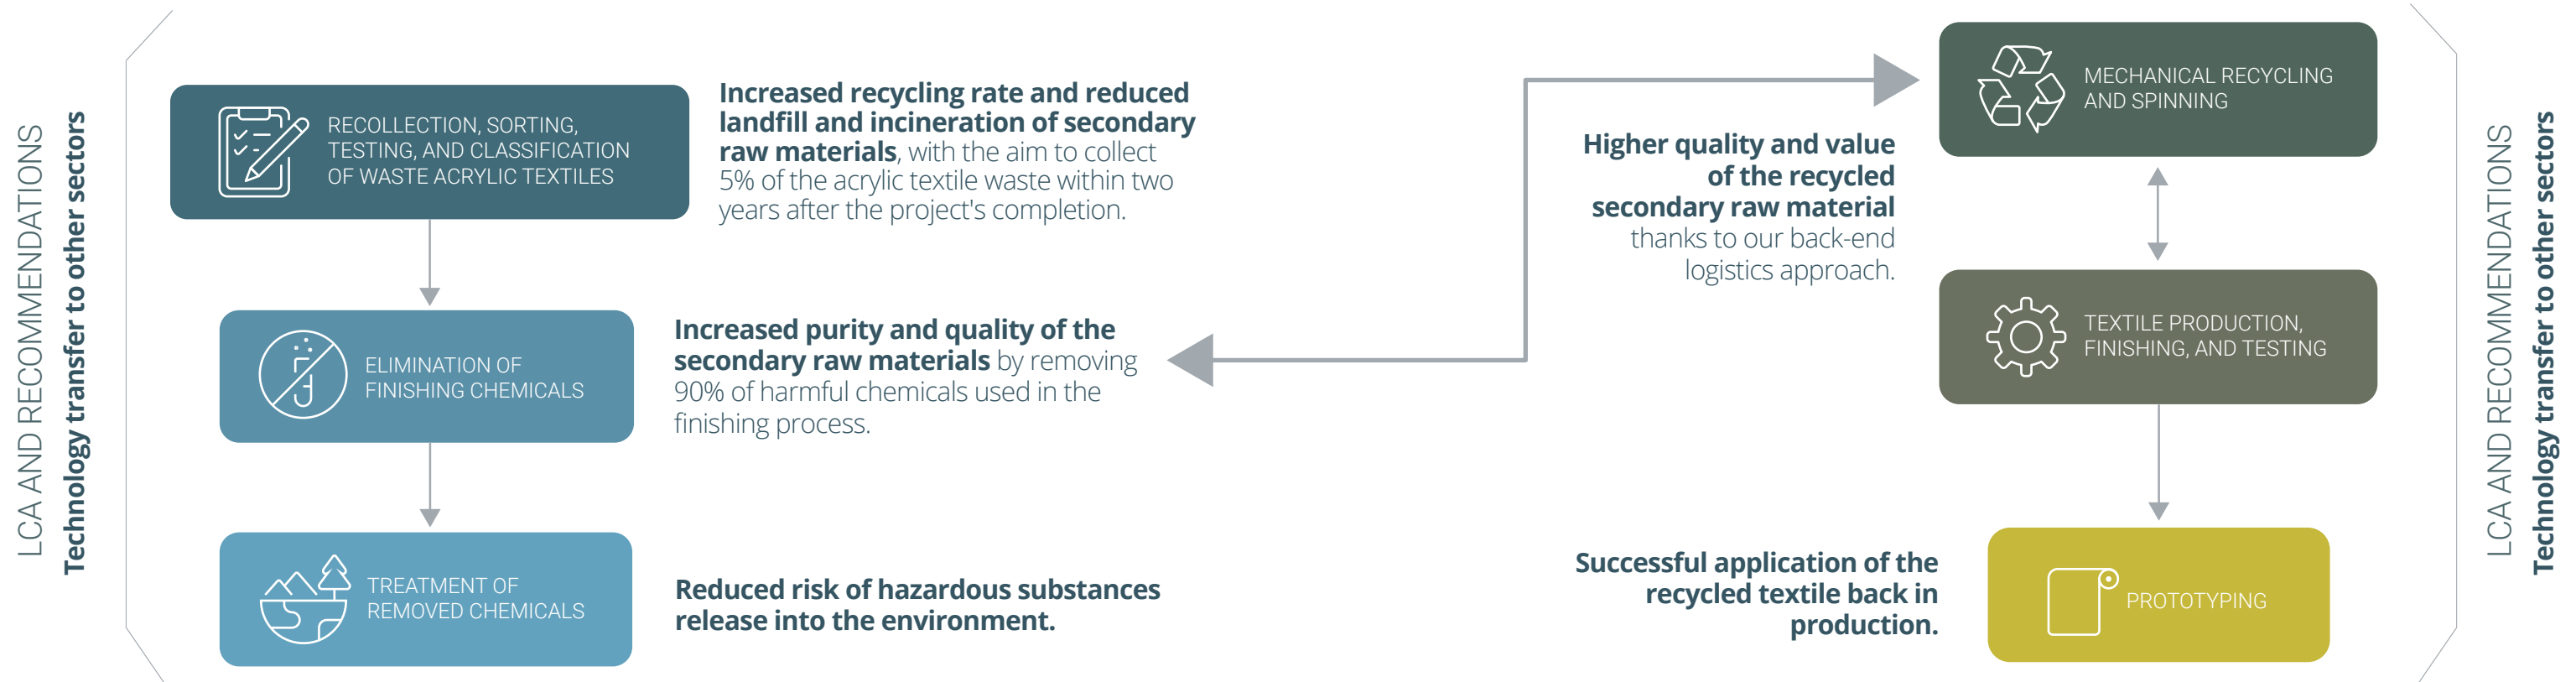 LCA AND RECOMMENDATIONS
Technology transfer to other sectors
RECOLLECTION, SORTING,
TESTING, AND CLASSIFICATION
OF WASTE ACRYLIC TEXTILES
Increased recycling rate and reduced
landfill and incineration of secondary
raw materials, with the aim to collect
5% of the acrylic textile waste within two
years after the project's completion.
ELIMINATION OF
FINISHING CHEMICALS
Increased purity and quality of the
secondary raw materials by removing
90% of harmful chemicals used in the
finishing process.
TREATMENT OF
REMOVED CHEMICALS
Reduced risk of hazardous substances
release into the environment.
Higher quality and value
of the recycled
secondary raw material
thanks to our back-end
logistics approach.
MECHANICAL RECYCLING
AND SPINNING
TEXTILE PRODUCTION,
FINISHING, AND TESTING
Successful application of the
recycled textile back in
production.
PROTOTYPING
LCA AND RECOMMENDATIONS
Technology transfer to other sectors